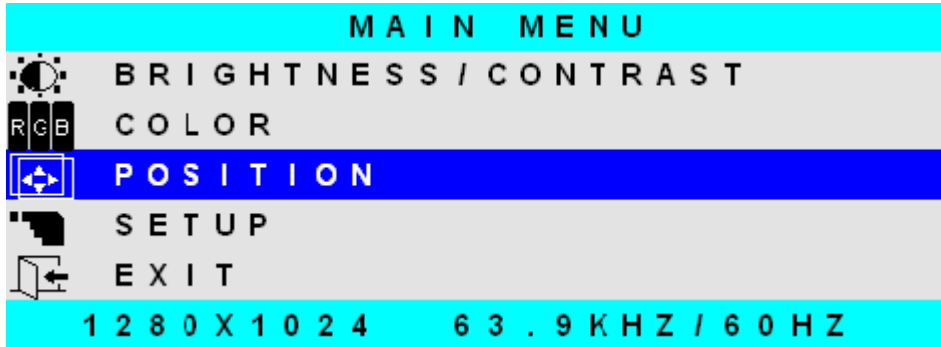 MAIN MENU
BRIGHTNESS/CONTRAST
RGB COLOR
POSITION
SETUP
EXIT
1280X1024 63.9KHZ/60HZ